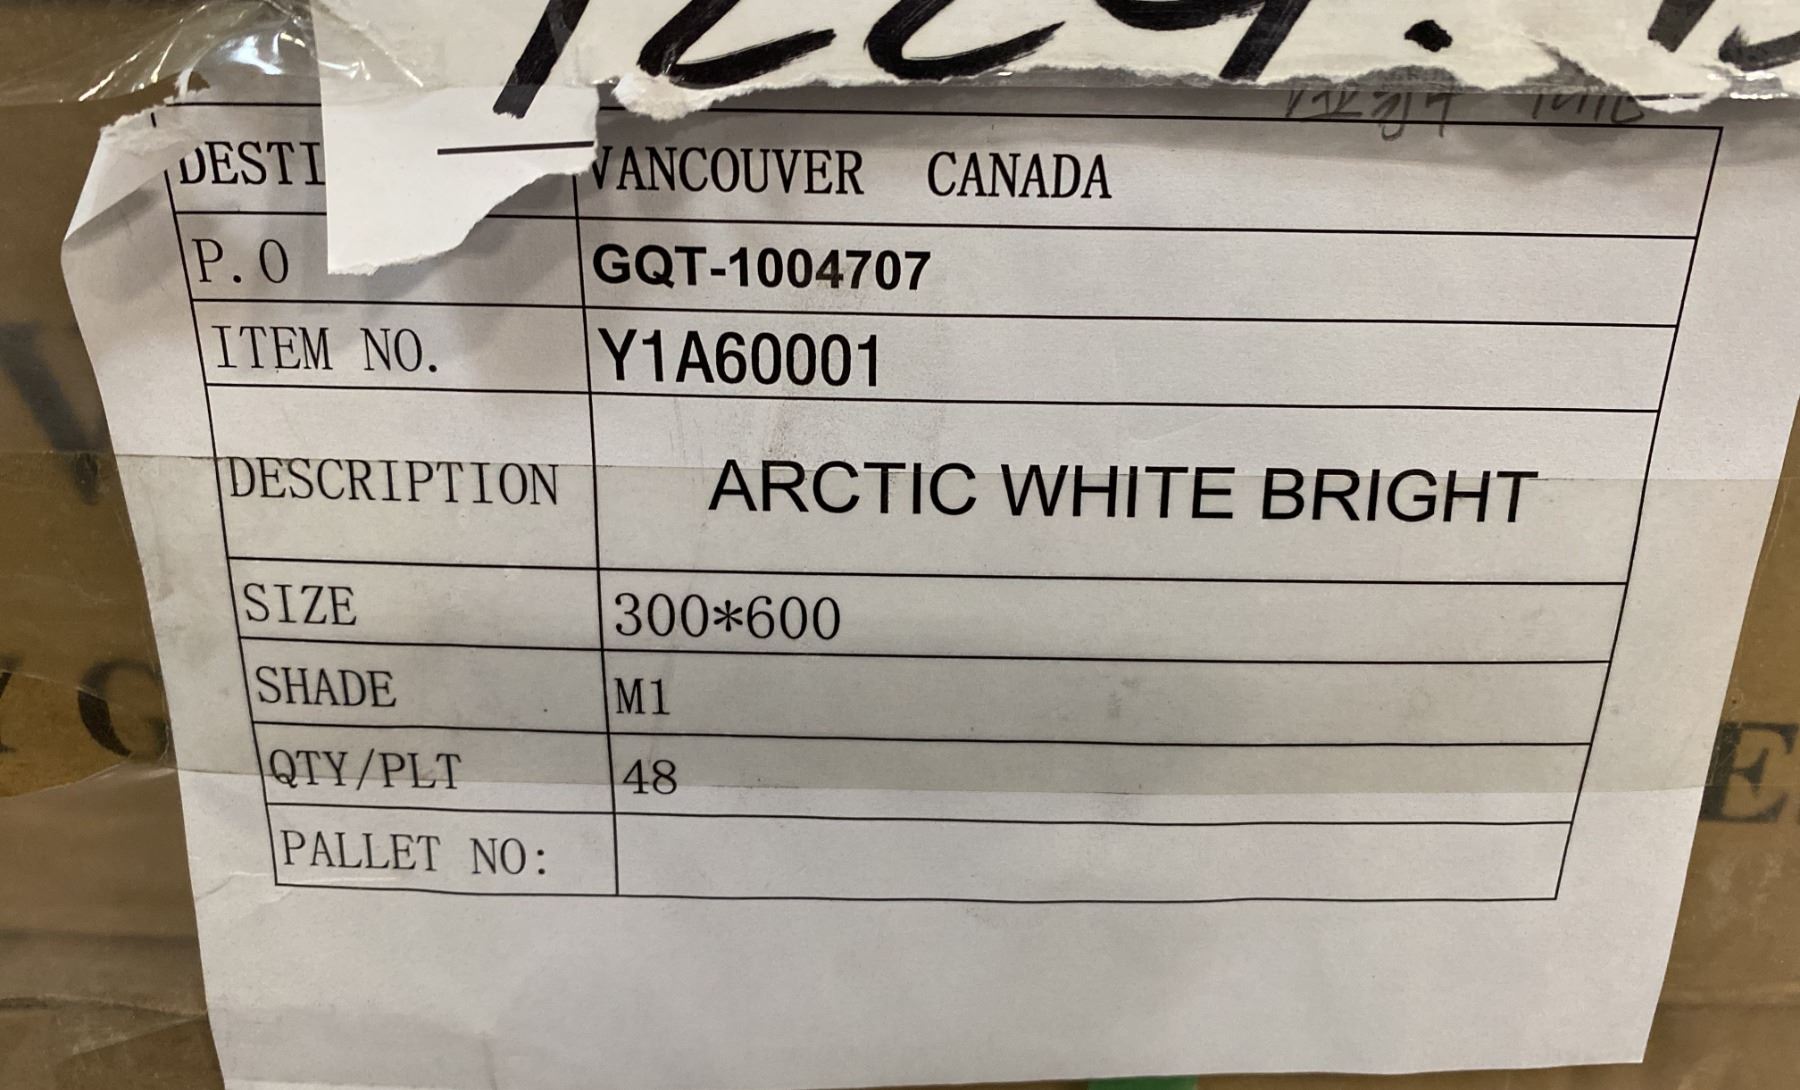 DESTI VANCOUVER CANADA
P.O GQT-1004707
ITEM NO. Y1A60001
DESCRIPTION ARCTIC WHITE BRIGHT
SIZE 300*600
SHADE M1
QTY/PLT 48
PALLET NO: